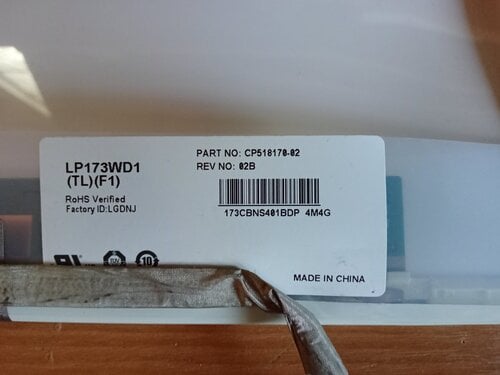 LP173WD1
(TL)(F1)
RoHS Verified
Factory ID:LGDNJ
PART NO: CP518170-02
REV NO: 02B
173CBNS401BDP 4M4G
10
MADE IN CHINA